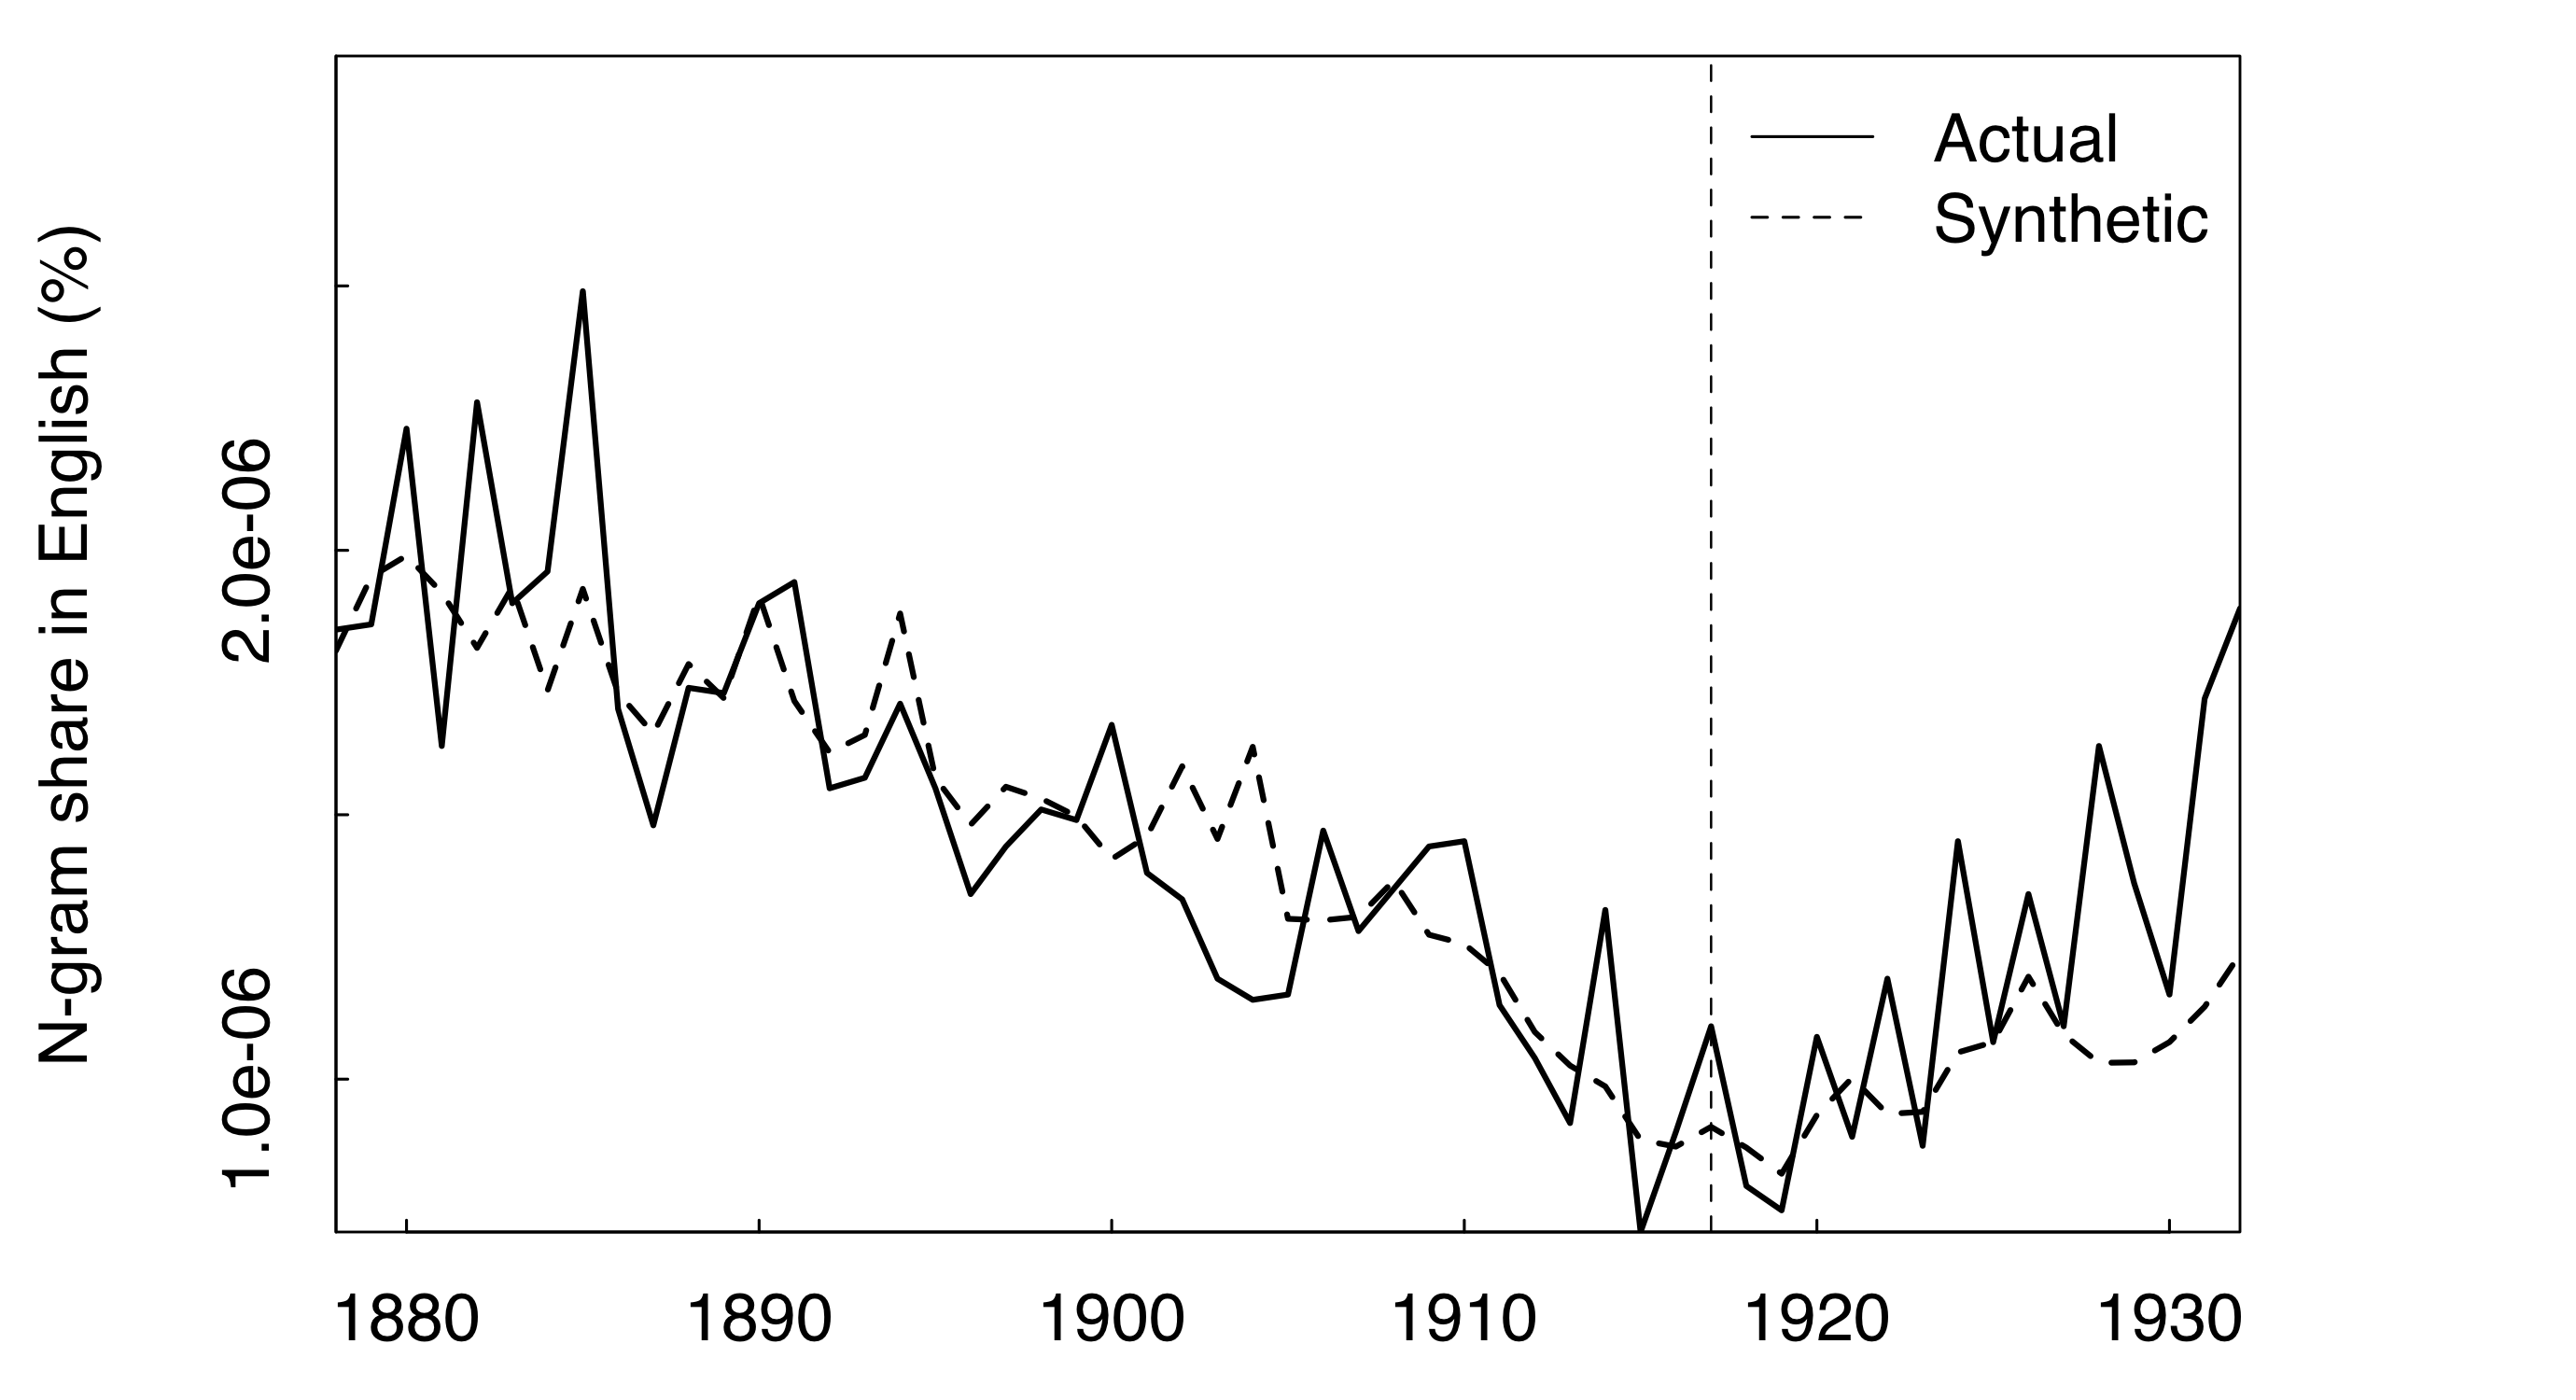 N-gram share in English (%)
2.0e-06
1.0e-06
Actual
Synthetic
1880 1890 1900 1910 1920 1930